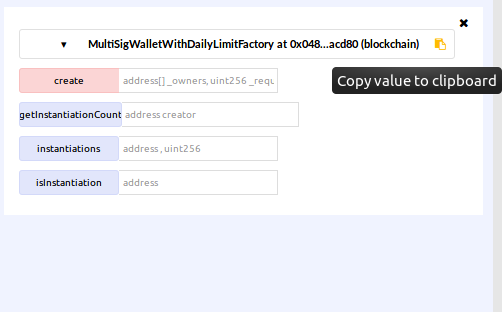 MultiSigWalletWithDailyLimitFactory at 0x048...acd80 (blockchain)
Copy value to clipboard
create address[] _owners, uint256 _requ
getInstantiationCount address creator
instantiations address , uint256
isInstantiation address